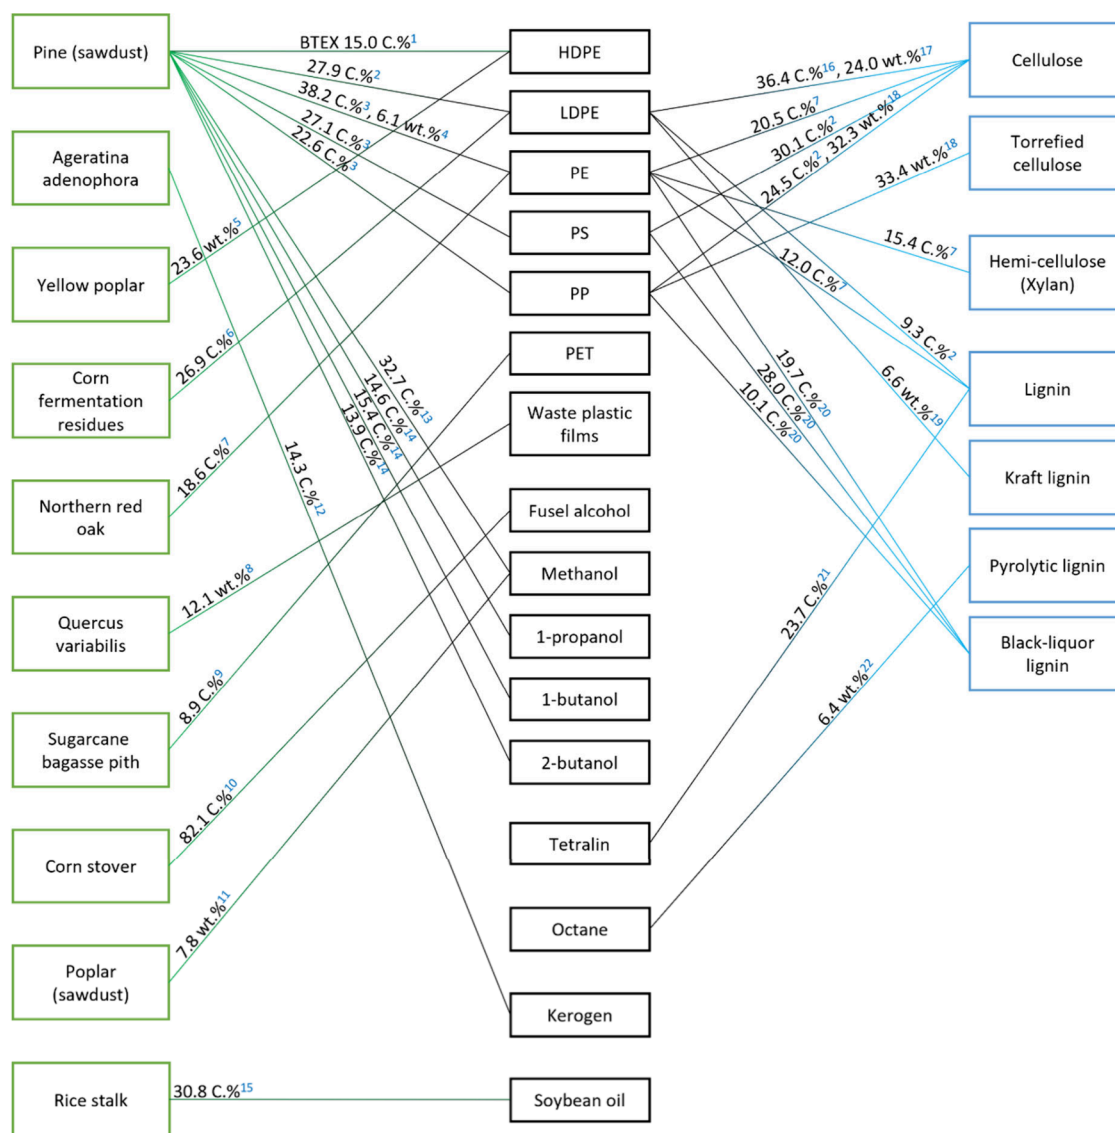 Pine (sawdust)
Ageratina
adenophora
Yellow poplar
Corn
fermentation
residues
Northern red
oak
Quercus
variabilis
Sugarcane
bagasse pith
Corn stover
Poplar
(sawdust)
Rice stalk
BTEX 15.0 C.%1
27.9 C.%2
38.2 C.%3, 6.1 wt.%4
27.1 C.%3
22.6 C.%3
23.6 wt.%5
26.9 C.%6
18.6 C.%7
12.1 wt.%8
8.9 C.%9
82.1 C.%10
7.8 wt.%11
14.3 C.%12
32.7 C.%13
14.6 C.%14
15.4 C.%14
13.9 C.%14
30.8 C.%15
HDPE
LDPE
PE
PS
PP
PET
Waste plastic
films
Fusel alcohol
Methanol
1-propanol
1-butanol
2-butanol
Tetralin
Octane
Kerogen
Soybean oil
36.4 C.%16, 24.0 wt.%17
20.5 C.%7
30.1 C.%2
24.5 C.%2, 32.3 wt.%18
33.4 wt.%18
15.4 C.%7
12.0 C.%7
9.3 C.%2
6.6 wt.%19
19.7 C.%20
28.0 C.%20
10.1 C.%20
23.7 C.%21
6.4 wt.%22
Cellulose
Torrefied
cellulose
Hemi-cellulose
(Xylan)
Lignin
Kraft lignin
Pyrolytic lignin
Black-liquor
lignin